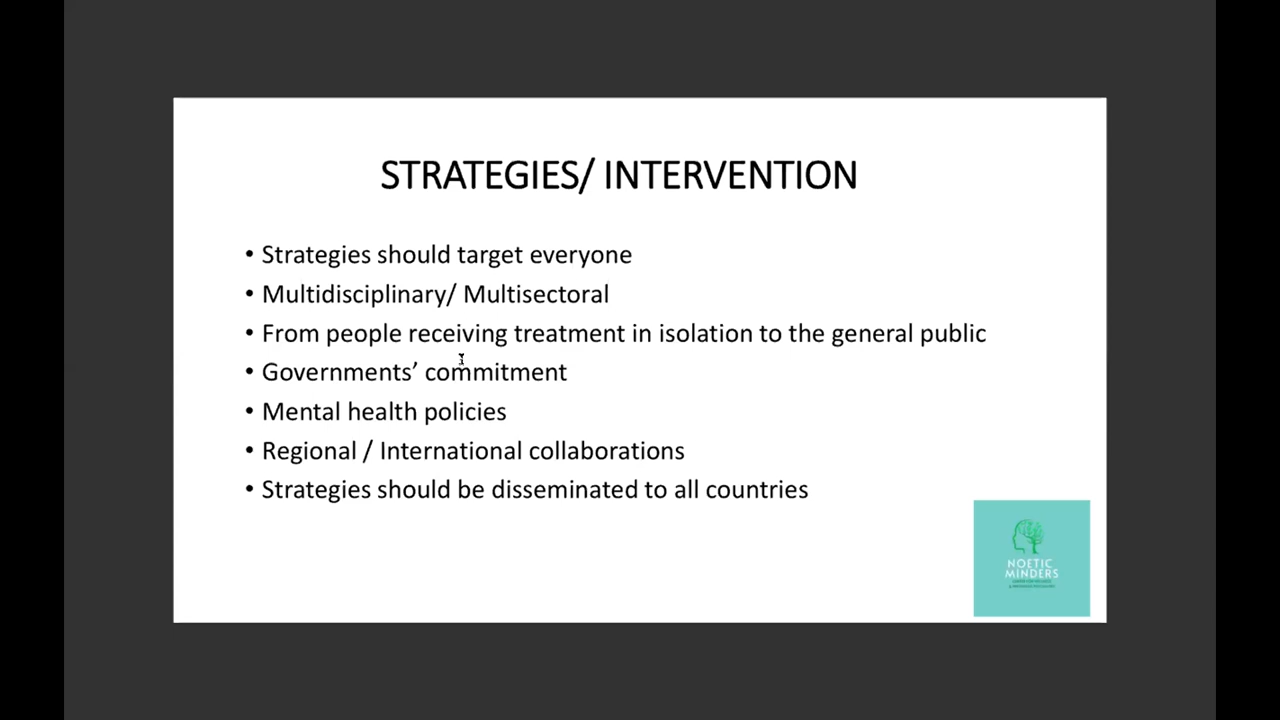 STRATEGIES/ INTERVENTION
• Strategies should target everyone
• Multidisciplinary/ Multisectoral
• From people receiving treatment in isolation to the general public
• Governments’ commitment
• Mental health policies
• Regional / International collaborations
• Strategies should be disseminated to all countries
NOETIC
MINDERS